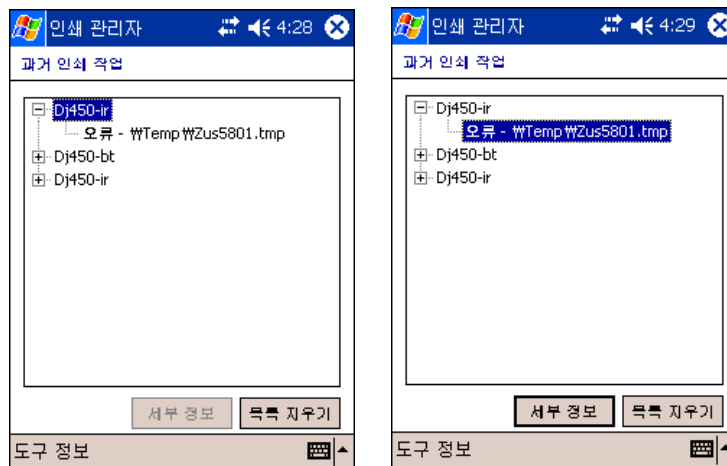 인쇄 관리자 4:28
과거 인쇄 작업
Dj450-ir
오류 - ₩Temp₩Zus5801.tmp
Dj450-bt
Dj450-ir
세부 정보 목록 지우기
도구 정보
인쇄 관리자 4:29
과거 인쇄 작업
Dj450-ir
오류 - ₩Temp₩Zus5801.tmp
Dj450-bt
Dj450-ir
세부 정보 목록 지우기
도구 정보